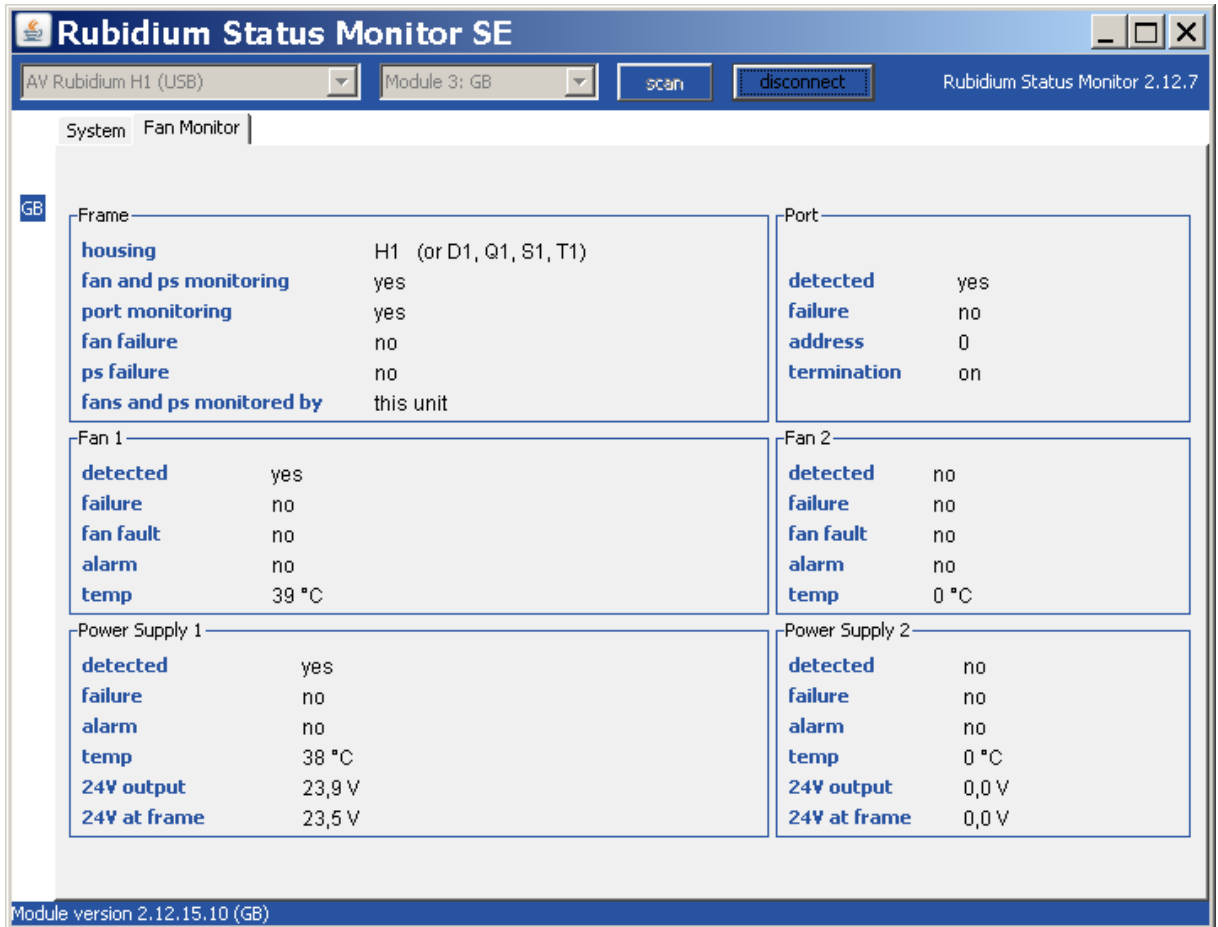 Rubidium Status Monitor SE
AV Rubidium H1 (USB) Module 3: GB scan disconnect Rubidium Status Monitor 2.12.7
System Fan Monitor
GB
Frame
housing H1 (or D1, Q1, S1, T1)
fan and ps monitoring yes
port monitoring yes
fan failure no
ps failure no
fans and ps monitored by this unit
Port
detected yes
failure no
address 0
termination on
Fan 1
detected yes
failure no
fan fault no
alarm no
temp 39 °C
Fan 2
detected no
failure no
fan fault no
alarm no
temp 0 °C
Power Supply 1
detected yes
failure no
alarm no
temp 38 °C
24V output 23,9 V
24V at frame 23,5 V
Power Supply 2
detected no
failure no
alarm no
temp 0 °C
24V output 0,0 V
24V at frame 0,0 V
Module version 2.12.15.10 (GB)